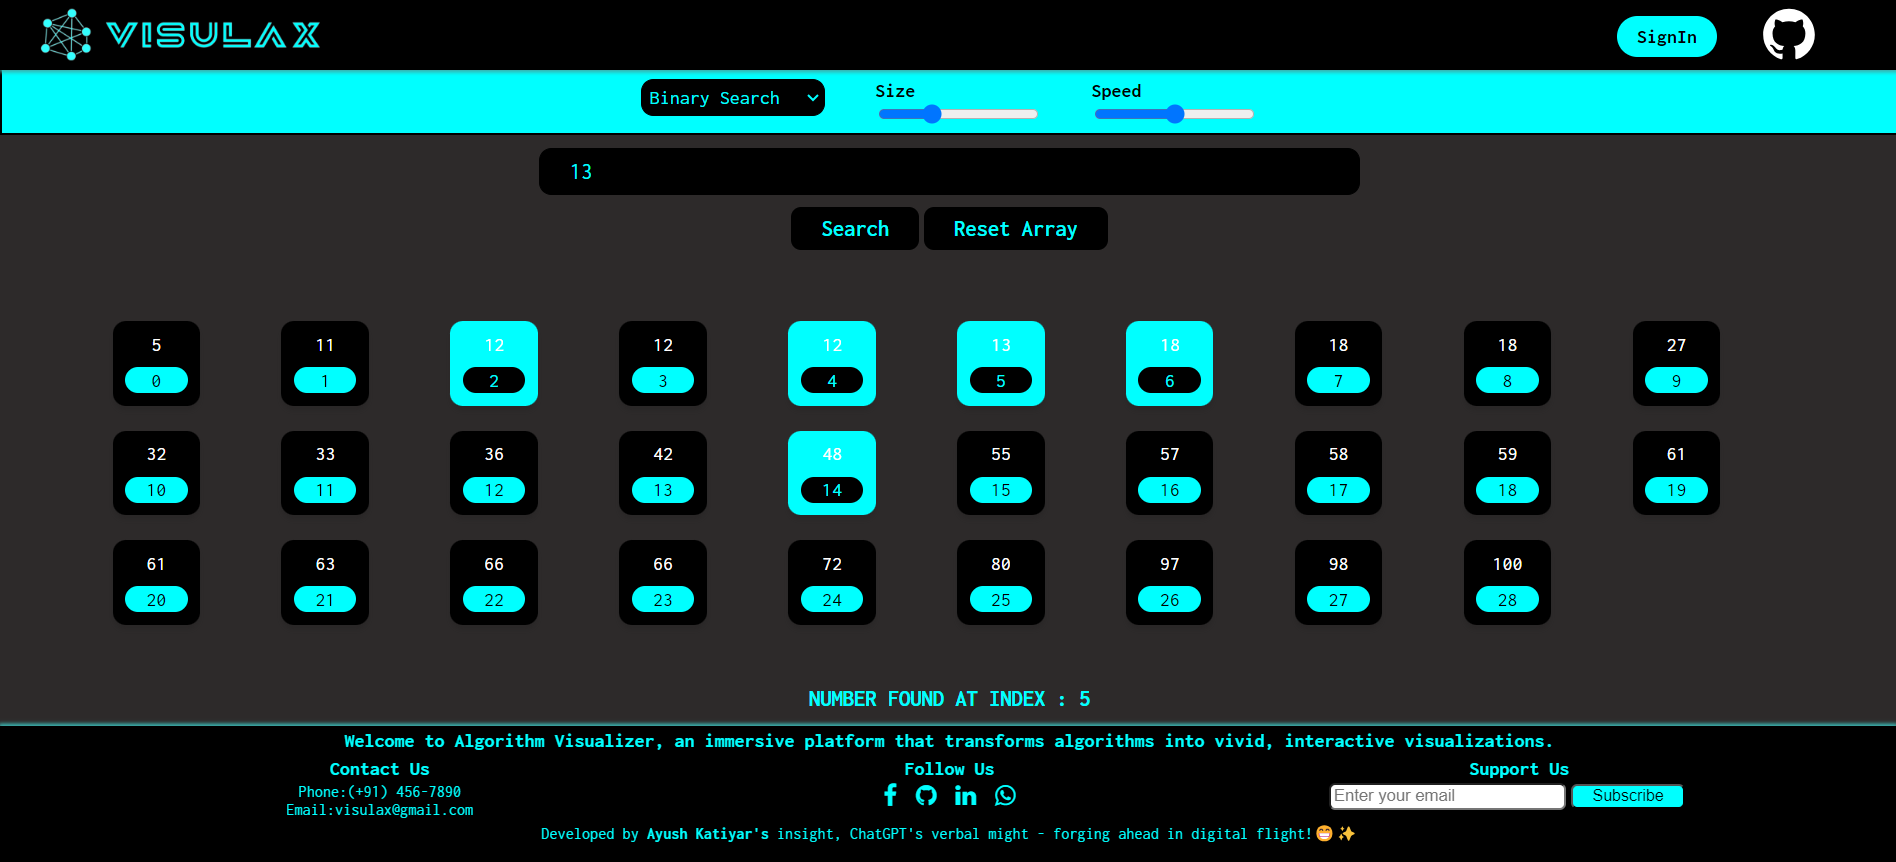 VISULAX
SignIn
Binary Search
Size
Speed
13
Search
Reset Array
5 11 12 12 12 13 18 18 18 27
0 1 2 3 4 5 6 7 8 9
32 33 36 42 48 55 57 58 59 61
10 11 12 13 14 15 16 17 18 19
61 63 66 66 72 80 97 98 100
20 21 22 23 24 25 26 27 28
NUMBER FOUND AT INDEX : 5
Welcome to Algorithm Visualizer, an immersive platform that transforms algorithms into vivid, interactive visualizations.
Contact Us
Phone:(+91) 456-7890
Email:visulax@gmail.com
Follow Us
Support Us
Enter your email
Subscribe
Developed by Ayush Katiyar's insight, ChatGPT's verbal might - forging ahead in digital flight!😁✨